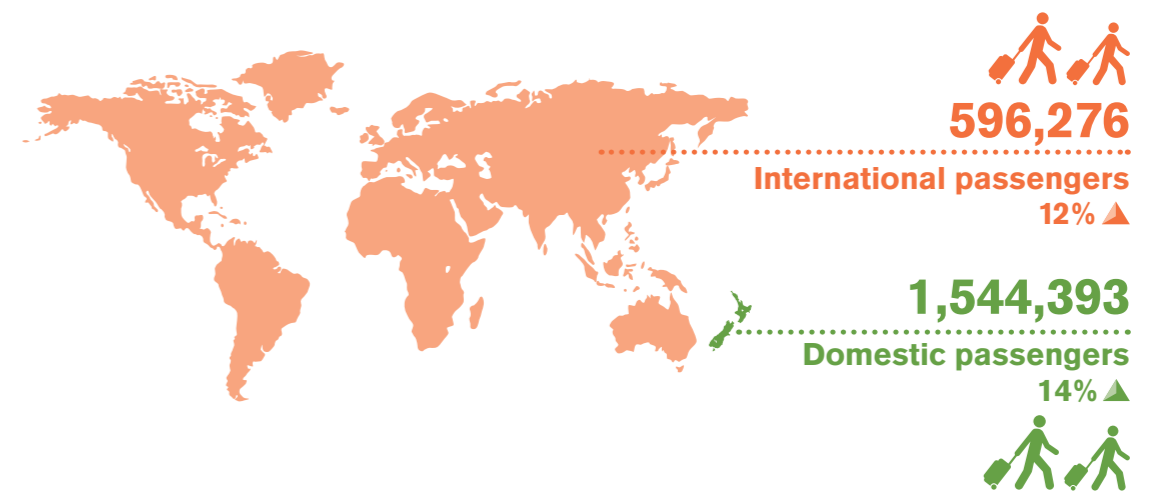 596,276
International passengers
12%
1,544,393
Domestic passengers
14%